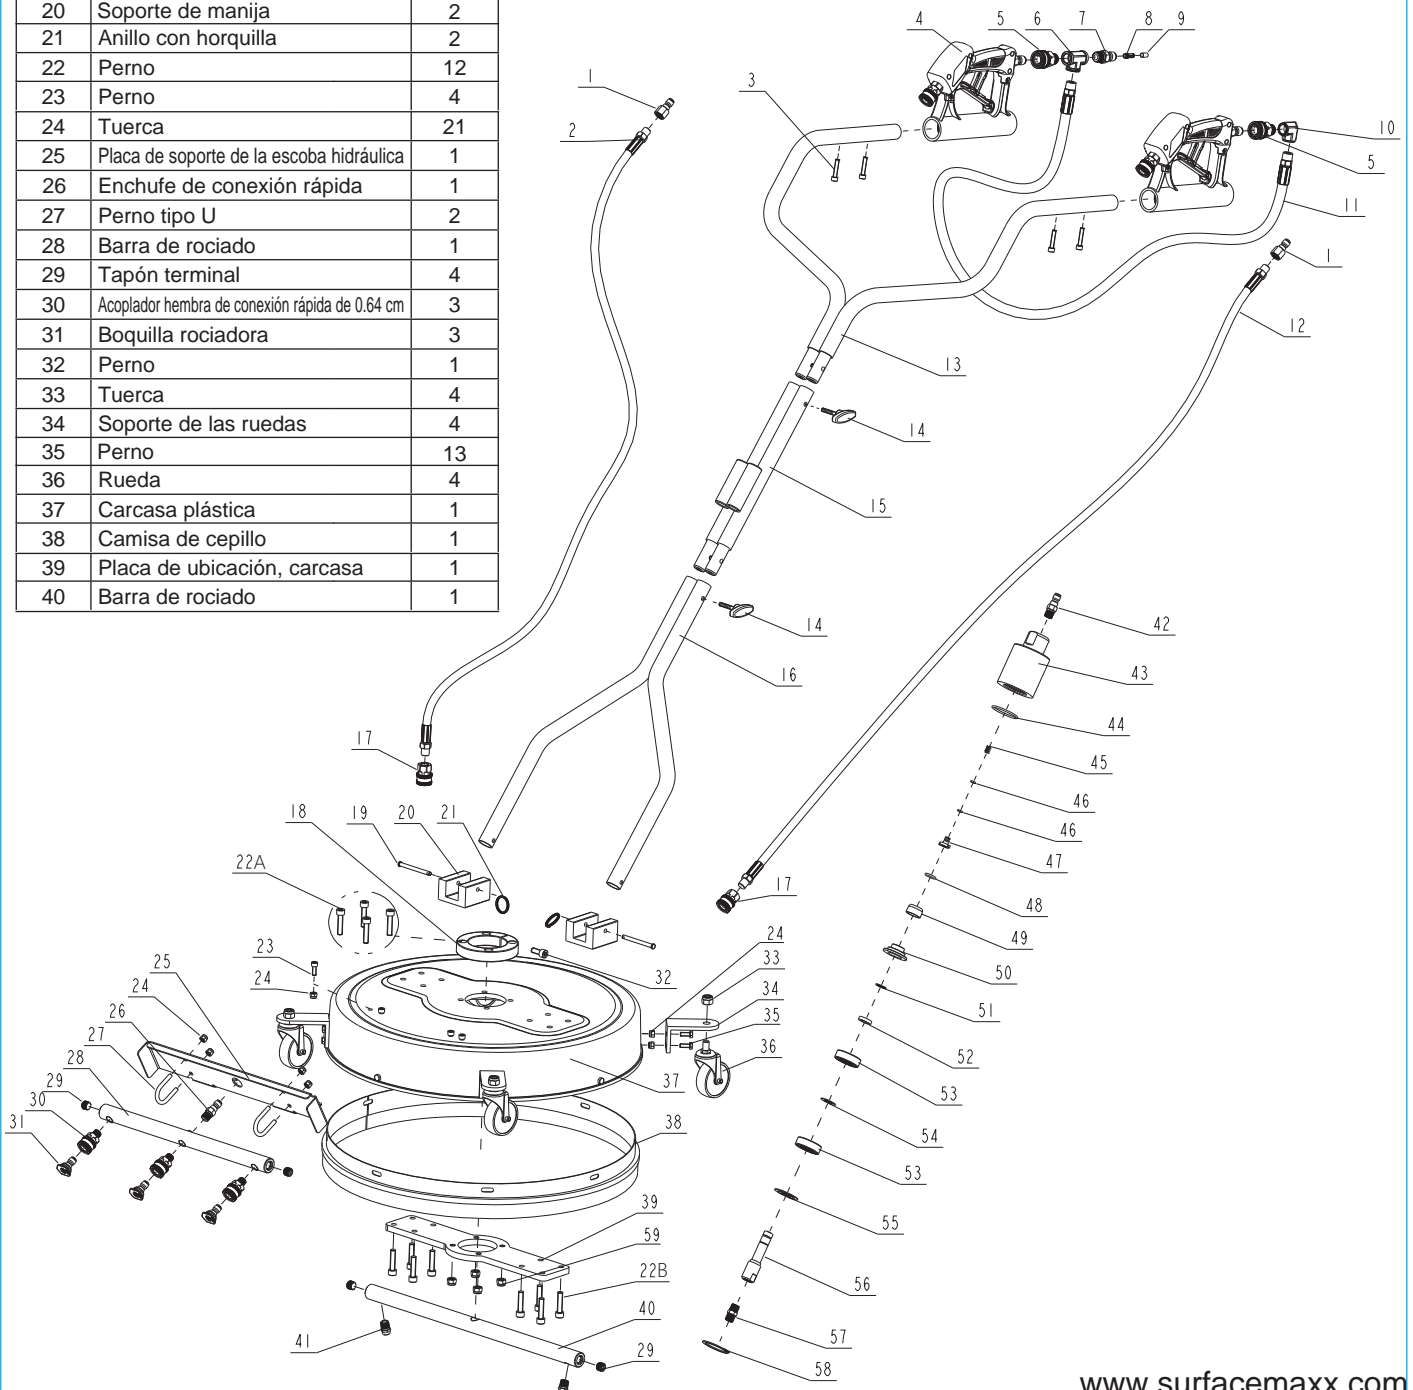 20 Soporte de manija 2
21 Anillo con horquilla 2
22 Perno 12
23 Perno 4
24 Tuerca 21
25 Placa de soporte de la escoba hidráulica 1
26 Enchufe de conexión rápida 1
27 Perno tipo U 2
28 Barra de rociado 1
29 Tapón terminal 4
30 Acoplador hembra de conexión rápida de 0.64 cm 3
31 Boquilla rociadora 3
32 Perno 1
33 Tuerca 4
34 Soporte de las ruedas 4
35 Perno 13
36 Rueda 4
37 Carcasa plástica 1
38 Camisa de cepillo 1
39 Placa de ubicación, carcasa 1
40 Barra de rociado 1
4
5
6
7
8
9
1
2
3
10
5
11
1
12
13
14
15
14
16
42
43
44
45
46
46
47
48
49
50
51
52
53
54
53
55
56
57
58
17
18
19
20
21
22A
17
23
24
25
24
26
27
28
29
30
31
32
24
33
34
35
36
37
38
39
59
22B
40
41
29
www.surfacemaxx.com